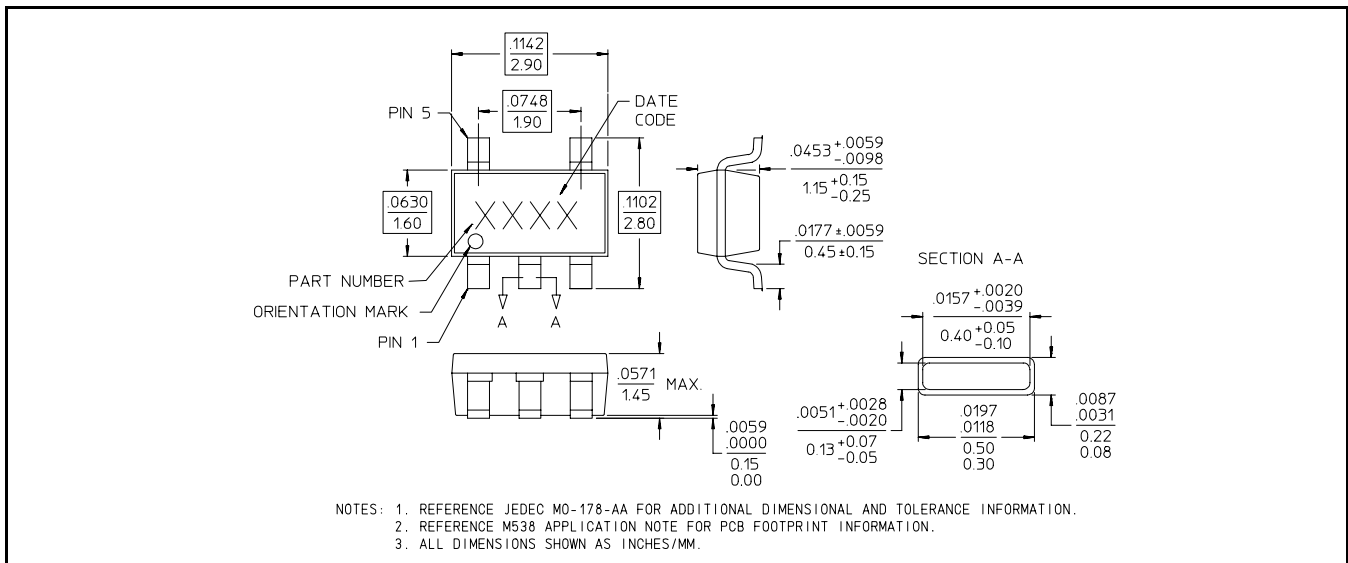 .1142
2.90
.0748
1.90
PIN 5
DATE
CODE
.0630
1.60
XXXX
.1102
2.80
PART NUMBER
ORIENTATION MARK
PIN 1
A A
.0453 +.0059
-.0098
1.15 +0.15
-0.25
.0177 ±.0059
0.45 ±0.15
SECTION A-A
.0157 +.0020
-.0039
0.40 +0.05
-0.10
.0571
1.45
MAX.
.0059
.0000
0.15
0.00
.0051 +.0028
-.0020
0.13 +0.07
-0.05
.0197
.0118
0.50
0.30
.0087
.0031
0.22
0.08
NOTES: 1. REFERENCE JEDEC MO-178-AA FOR ADDITIONAL DIMENSIONAL AND TOLERANCE INFORMATION.
2. REFERENCE M538 APPLICATION NOTE FOR PCB FOOTPRINT INFORMATION.
3. ALL DIMENSIONS SHOWN AS INCHES/MM.